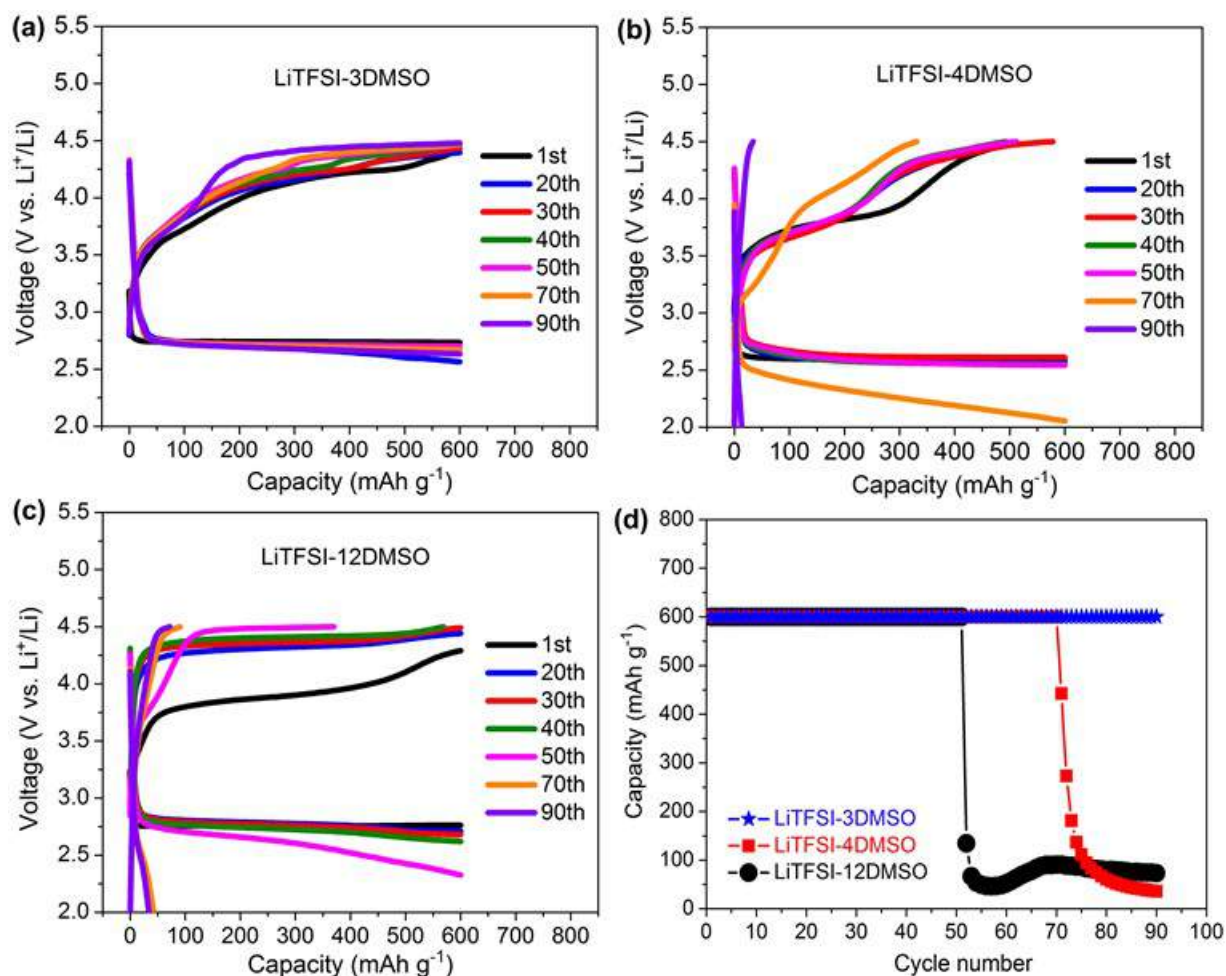 (a)
LiTFSI-3DMSO
Voltage (V vs. Li⁺/Li)
5.5
5.0
4.5
4.0
3.5
3.0
2.5
2.0
1st
20th
30th
40th
50th
70th
90th
0 100 200 300 400 500 600 700 800
Capacity (mAh g⁻¹)
(b)
LiTFSI-4DMSO
Voltage (V vs. Li⁺/Li)
5.5
5.0
4.5
4.0
3.5
3.0
2.5
2.0
1st
20th
30th
40th
50th
70th
90th
0 100 200 300 400 500 600 700 800
Capacity (mAh g⁻¹)
(c)
LiTFSI-12DMSO
Voltage (V vs. Li⁺/Li)
5.5
5.0
4.5
4.0
3.5
3.0
2.5
2.0
1st
20th
30th
40th
50th
70th
90th
0 100 200 300 400 500 600 700 800
Capacity (mAh g⁻¹)
(d)
Capacity (mAh g⁻¹)
800
700
600
500
400
300
200
100
0
LiTFSI-3DMSO
LiTFSI-4DMSO
LiTFSI-12DMSO
0 10 20 30 40 50 60 70 80 90 100
Cycle number